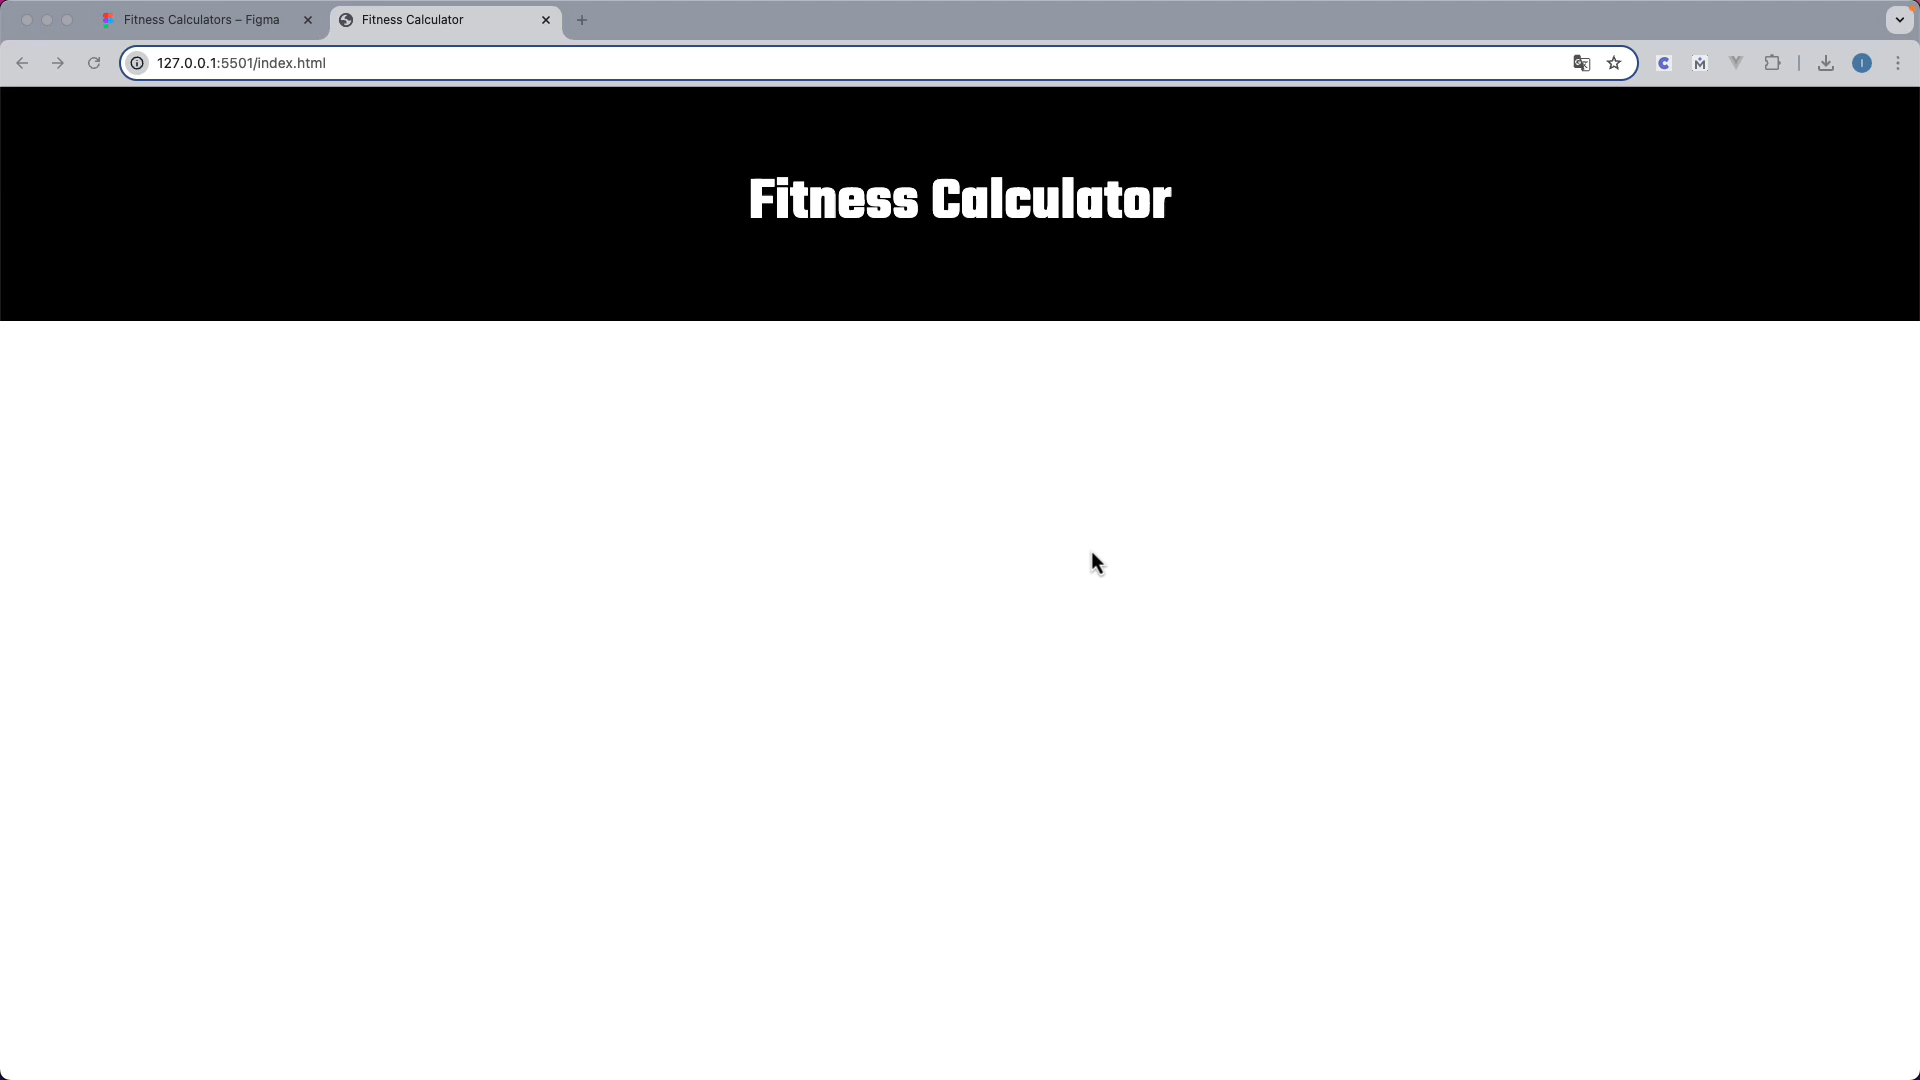 Fitness Calculators – Figma
Fitness Calculator
127.0.0.1:5501/index.html
Fitness Calculator